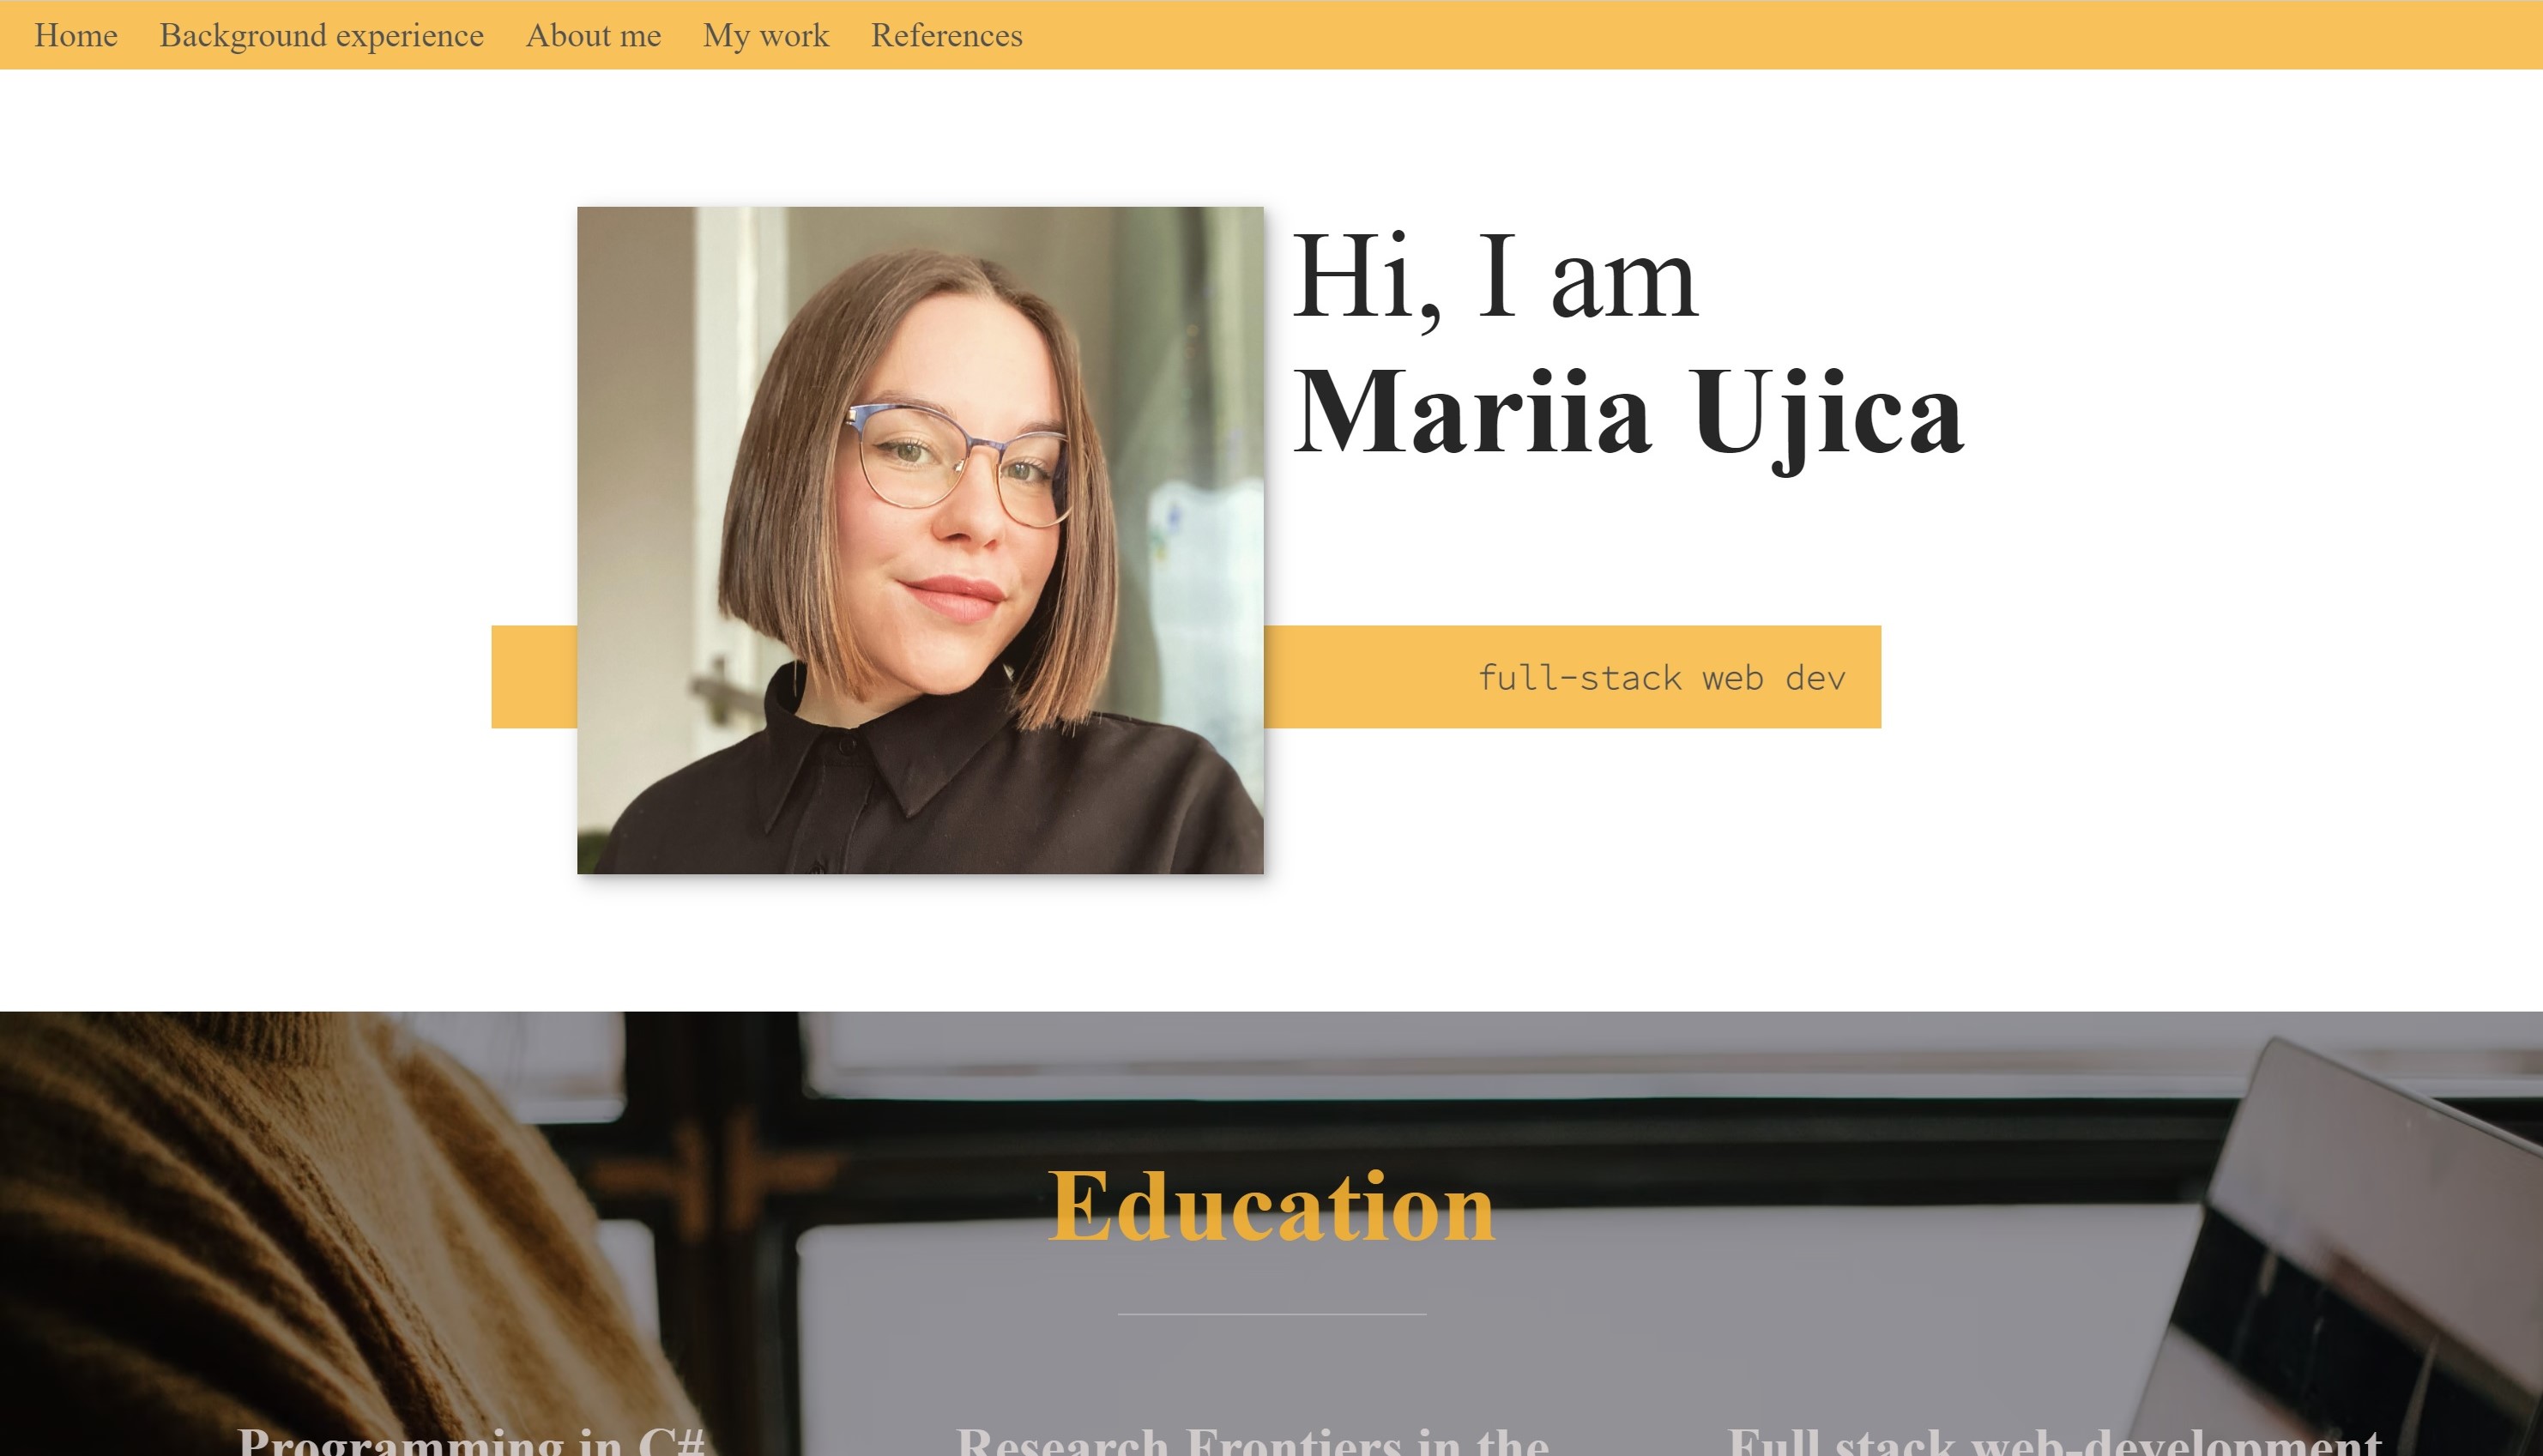 Home Background experience About me My work References
Hi, I am
Mariia Ujica
full-stack web dev
Education
Programming in C# Research Frontiers in the Full stack web-development